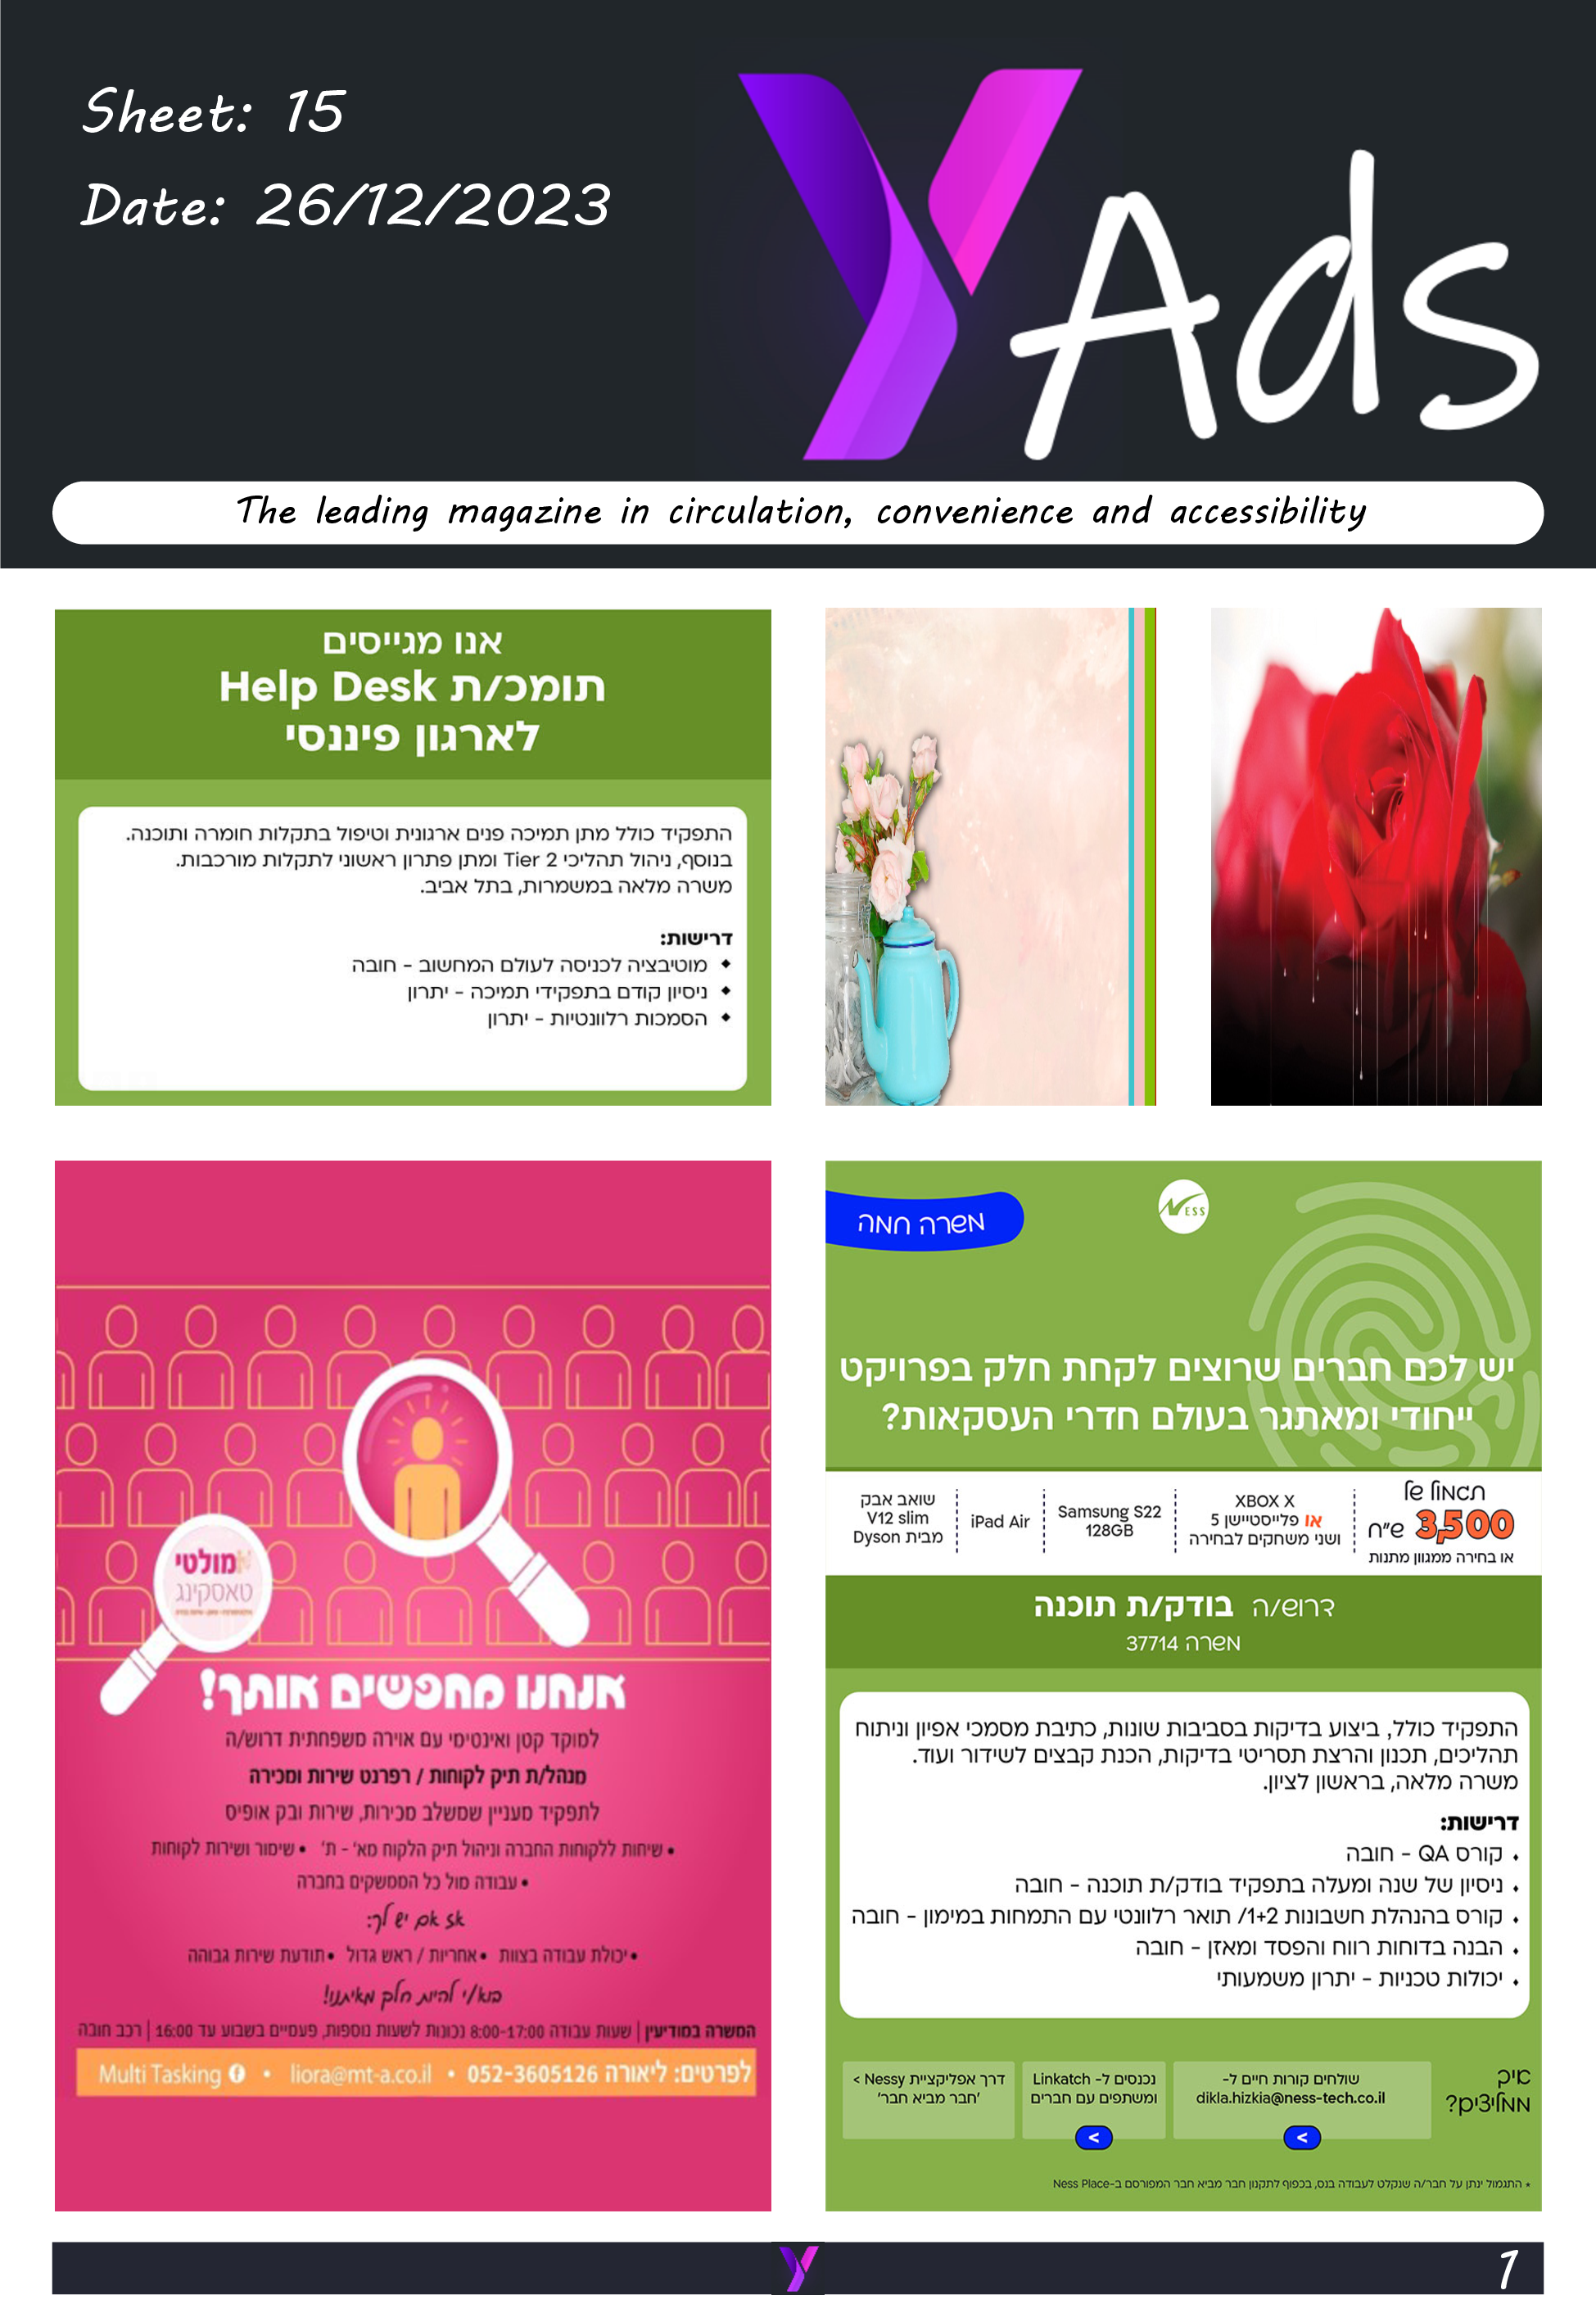 Sheet: 15
Date: 26/12/2023
Y Ads
The leading magazine in circulation, convenience and accessibility
אנו מגייסים
תומכ/ת Help Desk
לארגון פיננסי
התפקיד כולל מתן תמיכה פנים ארגונית וטיפול בתקלות חומרה ותוכנה.
בנוסף, ניהול תהליכי Tier 2 ומתן פתרון ראשוני לתקלות מורכבות.
משרה מלאה במשמרות, בתל אביב.
דרישות:
◆ מוטיבציה לכניסה לעולם המחשוב - חובה
◆ ניסיון קודם בתפקידי תמיכה - יתרון
◆ הסמכות רלוונטיות - יתרון
מולטי
טאסקינג
אנחנו מחפשים אותך!
למוקד קטן ואינטימי עם אוירה משפחתית דרוש/ה
מנהל/ת תיק לקוחות / רפרנט שירות ומכירה
לתפקיד מעניין שמשלב מכירות, שירות ובק אופיס
• שיחות ללקוחות החברה וניהול תיק הלקוח מא' - ת' • שימור ושירות לקוחות
• עבודה מול כל הממשקים בחברה
אז אם יש לך:
• יכולת עבודה בצוות • אחריות / ראש גדול • תודעת שירות גבוהה
בוא/י להיות חלק מאיתנו!
המשרה במודיעין | שעות עבודה 8:00-17:00 נכונות לשעות נוספות, פעמיים בשבוע עד 16:00 | רכב חובה
לפרטים: ליאורה 052-3605126 • liora@mt-a.co.il • Multi Tasking
משרה חמה
NESS
יש לכם חברים שרוצים לקחת חלק בפרויקט
ייחודי ומאתגר בעולם חדרי העסקאות?
תגמול של
3,500 ש״ח
או בחירה ממגוון מתנות
XBOX X
או פלייסטיישן 5
ושני משחקים לבחירה
Samsung S22
128GB
iPad Air
שואב אבק
V12 slim
מבית Dyson
דרוש/ה בודק/ת תוכנה
משרה 37714
התפקיד כולל, ביצוע בדיקות בסביבות שונות, כתיבת מסמכי אפיון וניתוח
תהליכים, תכנון והרצת תסריטי בדיקות, הכנת קבצים לשידור ועוד.
משרה מלאה, בראשון לציון.
דרישות:
⬩ קורס QA - חובה
⬩ ניסיון של שנה ומעלה בתפקיד בודק/ת תוכנה - חובה
⬩ קורס בהנהלת חשבונות 1+2/ תואר רלוונטי עם התמחות במימון - חובה
⬩ הבנה בדוחות רווח והפסד ומאזן - חובה
⬩ יכולות טכניות - יתרון משמעותי
איך
ממליצים?
שולחים קורות חיים ל-
dikla.hizkia@ness-tech.co.il
>
נכנסים ל- Linkatch
ומשתפים עם חברים
>
דרך אפליקציית Nessy >
'חבר מביא חבר'
* התגמול ינתן על חבר/ה שנקלט לעבודה בנס, בכפוף לתקנון חבר מביא חבר המפורסם ב-Ness Place
1